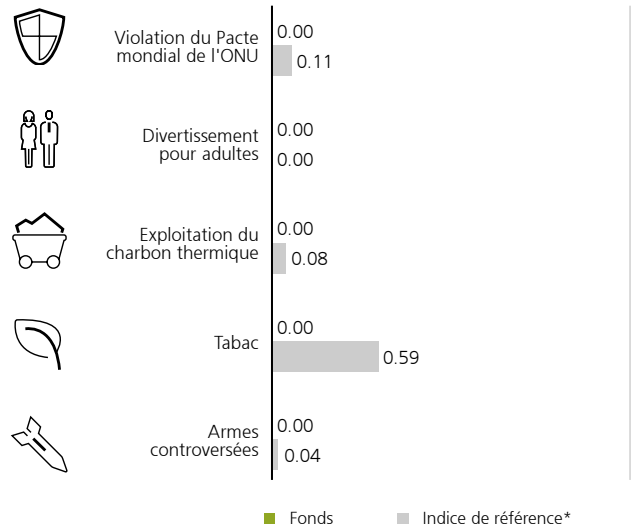 Violation du Pacte
mondial de l'ONU
0.00
0.11
Divertissement
pour adultes
0.00
0.00
Exploitation du
charbon thermique
0.00
0.08
Tabac
0.00
0.59
Armes
controversées
0.00
0.04
Fonds
Indice de référence*